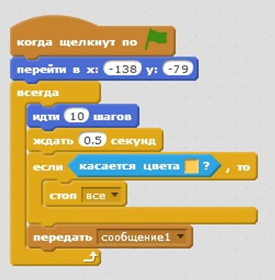 когда щелкнут по
перейти в x: -138 y: -79
всегда
идти 10 шагов
ждать 0.5 секунд
если касается цвета ? , то
стоп все
передать сообщение1